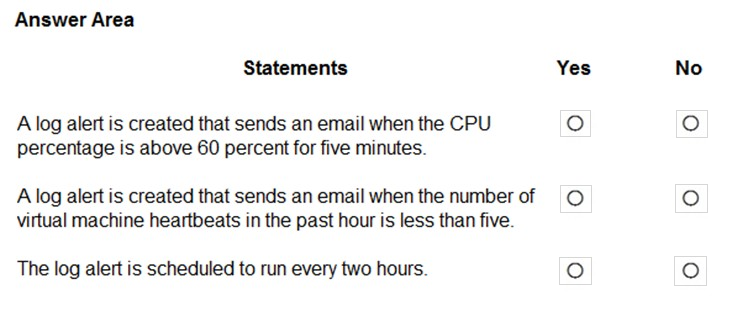 Answer Area
Statements Yes No
A log alert is created that sends an email when the CPU
percentage is above 60 percent for five minutes.
A log alert is created that sends an email when the number of
virtual machine heartbeats in the past hour is less than five.
The log alert is scheduled to run every two hours.